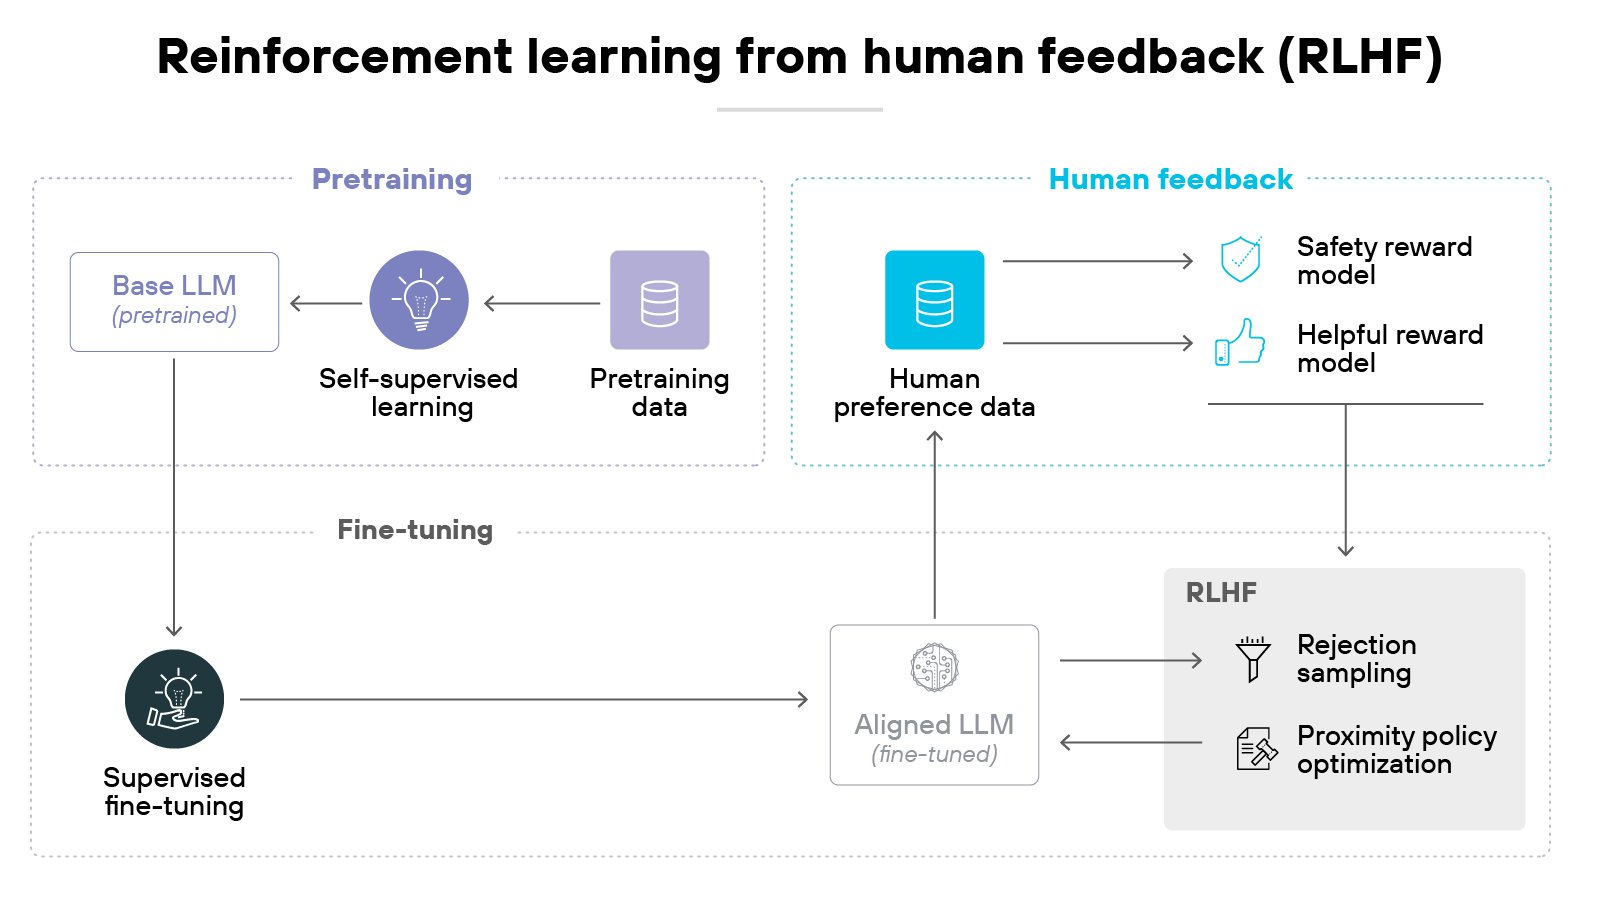 Reinforcement learning from human feedback (RLHF)
Pretraining
Base LLM
(pretrained)
Self-supervised
learning
Pretraining
data
Human feedback
Human
preference data
Safety reward
model
Helpful reward
model
Fine-tuning
Supervised
fine-tuning
Aligned LLM
(fine-tuned)
RLHF
Rejection
sampling
Proximity policy
optimization